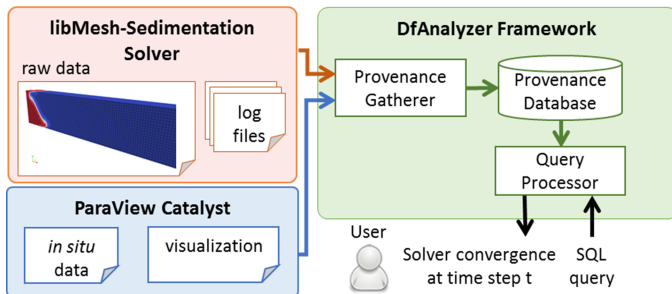 libMesh-Sedimentation
Solver
raw data
log
files
ParaView Catalyst
in situ
data
visualization
DfAnalyzer Framework
Provenance
Gatherer
Provenance
Database
Query
Processor
User
Solver convergence
at time step t
SQL
query